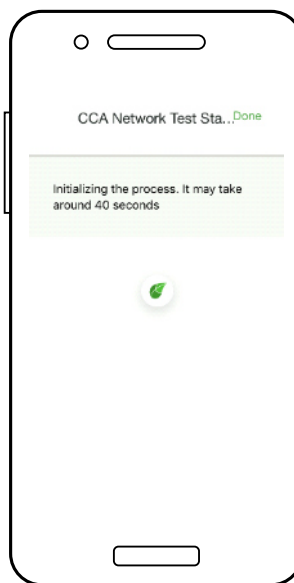 CCA Network Test Sta...Done
Initializing the process. It may take
around 40 seconds